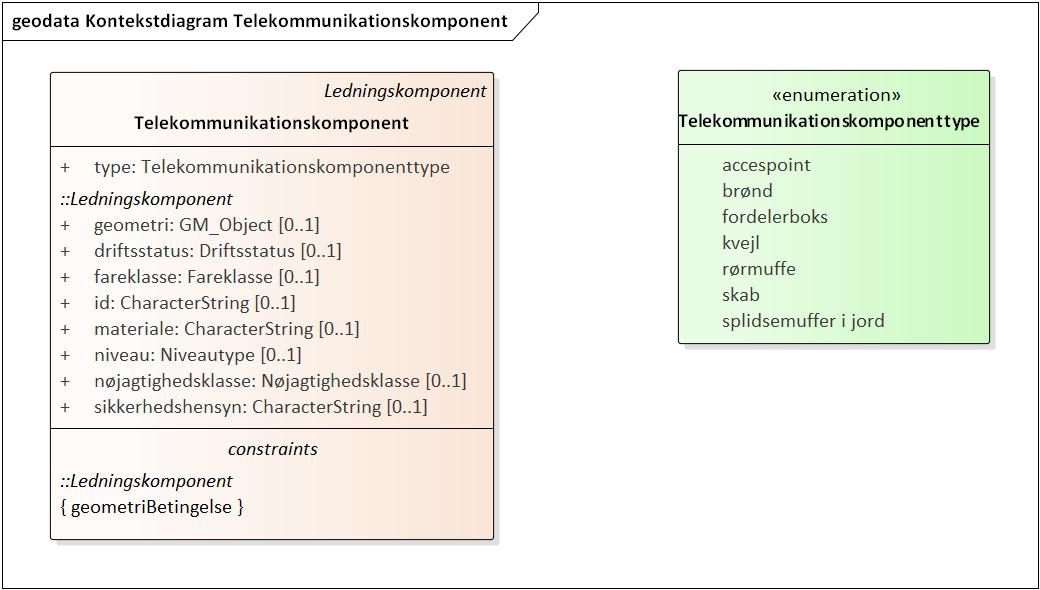 geodata Kontekstdiagram Telekommunikationskomponent
Ledningskomponent
Telekommunikationskomponent
+ type: Telekommunikationskomponenttype
::Ledningskomponent
+ geometri: GM_Object [0..1]
+ driftsstatus: Driftsstatus [0..1]
+ fareklasse: Fareklasse [0..1]
+ id: CharacterString [0..1]
+ materiale: CharacterString [0..1]
+ niveau: Niveautype [0..1]
+ nøjagtighedsklasse: Nøjagtighedsklasse [0..1]
+ sikkerhedshensyn: CharacterString [0..1]
constraints
::Ledningskomponent
{ geometriBetingelse }
«enumeration»
Telekommunikationskomponenttype
accespoint
brønd
fordelerboks
kvejl
rørmuffe
skab
splidsemuffer i jord